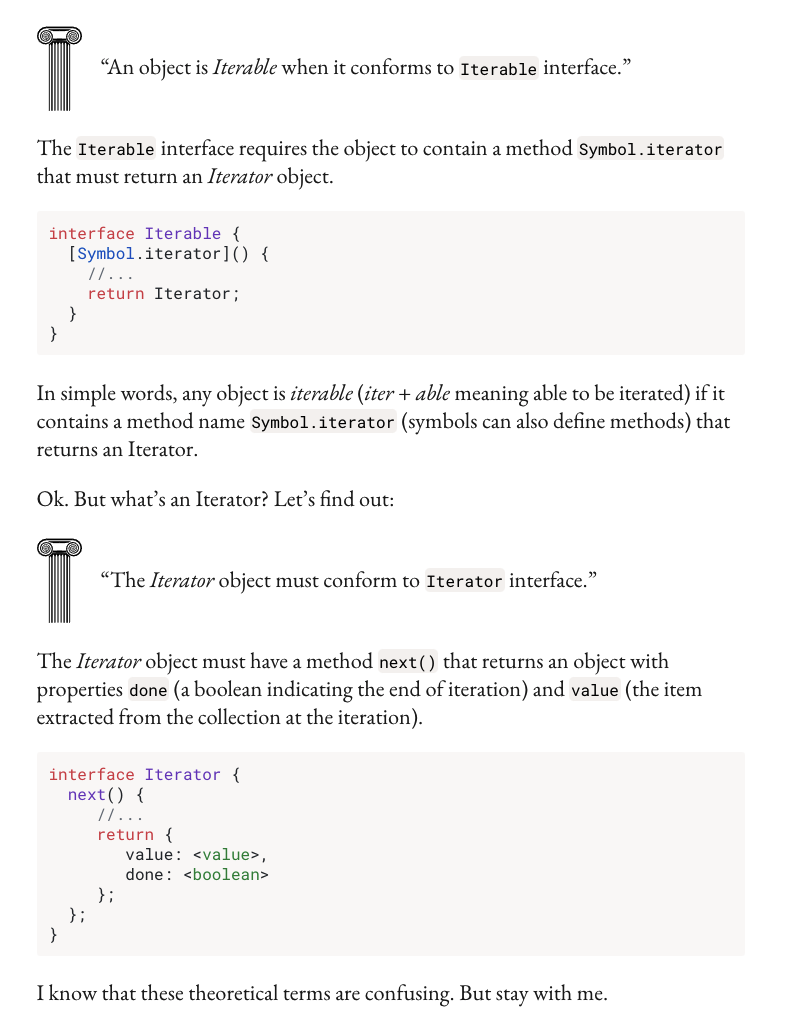 “An object is Iterable when it conforms to Iterable interface.”
The Iterable interface requires the object to contain a method Symbol.iterator
that must return an Iterator object.
interface Iterable {
  [Symbol.iterator]() {
    //...
    return Iterator;
  }
}
In simple words, any object is iterable (iter + able meaning able to be iterated) if it
contains a method name Symbol.iterator (symbols can also define methods) that
returns an Iterator.
Ok. But what’s an Iterator? Let’s find out:
“The Iterator object must conform to Iterator interface.”
The Iterator object must have a method next() that returns an object with
properties done (a boolean indicating the end of iteration) and value (the item
extracted from the collection at the iteration).
interface Iterator {
  next() {
     //...
     return {
        value: <value>,
        done: <boolean>
     };
  };
}
I know that these theoretical terms are confusing. But stay with me.